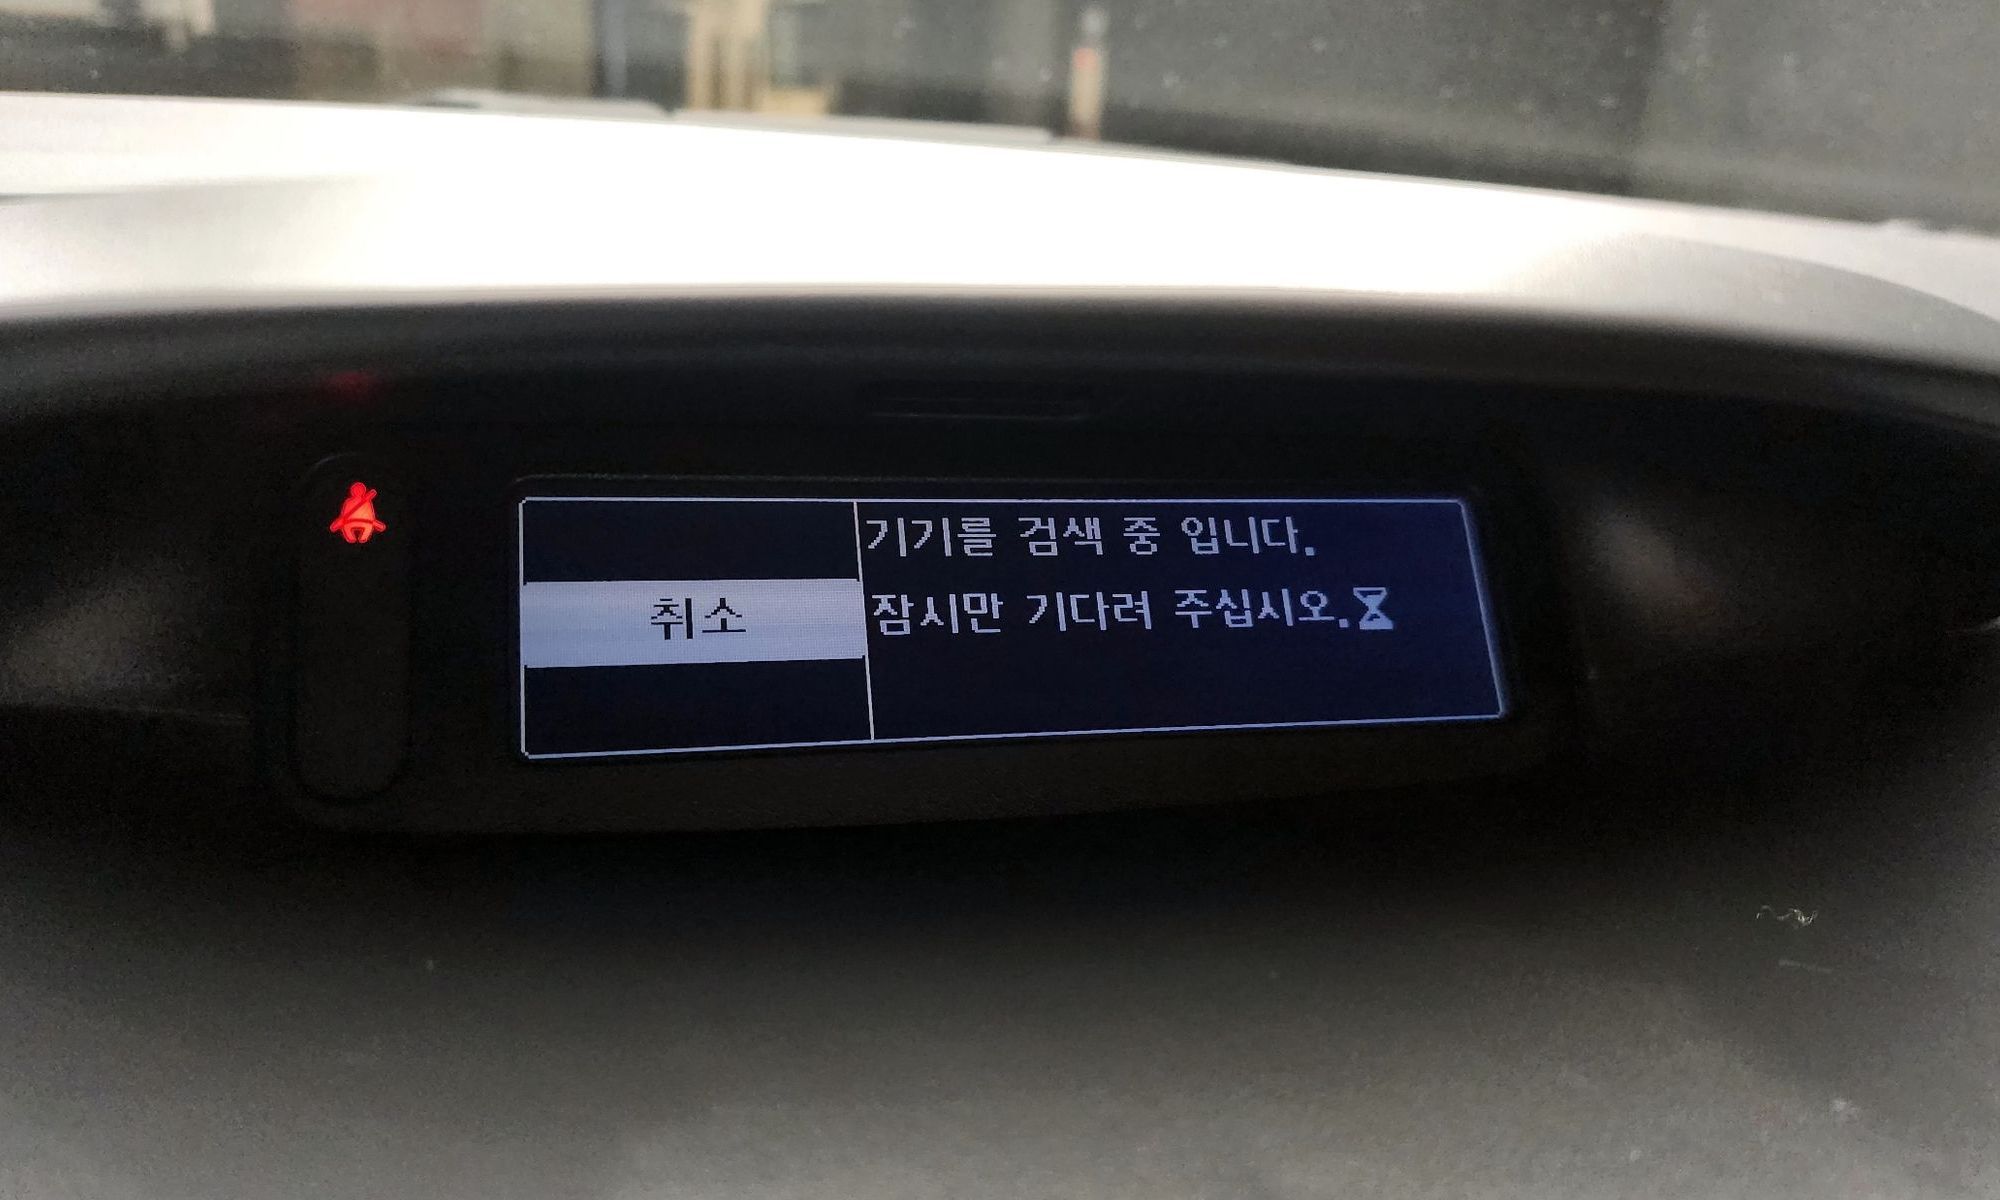 기기를 검색 중 입니다.
취소
잠시만 기다려 주십시오.